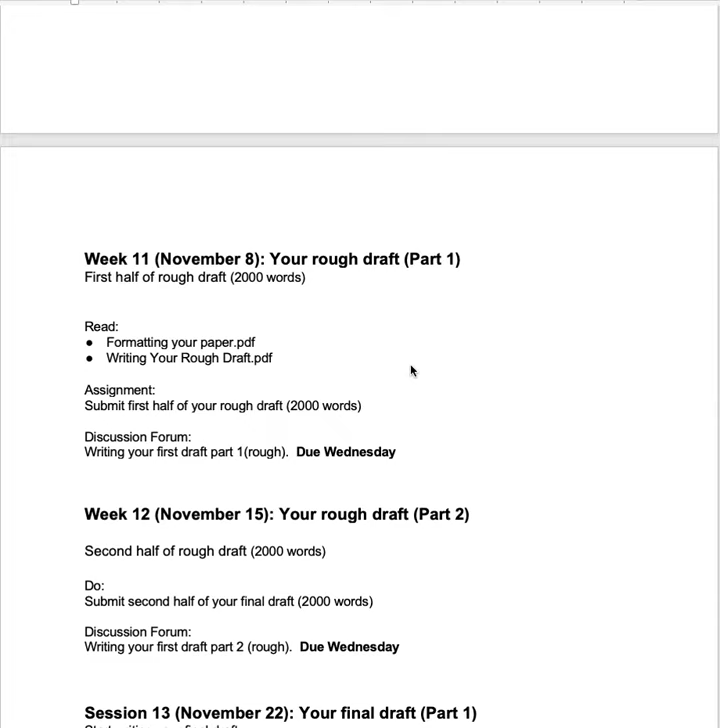 Week 11 (November 8): Your rough draft (Part 1)
First half of rough draft (2000 words)
Read:
● Formatting your paper.pdf
● Writing Your Rough Draft.pdf
Assignment:
Submit first half of your rough draft (2000 words)
Discussion Forum:
Writing your first draft part 1(rough).  Due Wednesday
Week 12 (November 15): Your rough draft (Part 2)
Second half of rough draft (2000 words)
Do:
Submit second half of your final draft (2000 words)
Discussion Forum:
Writing your first draft part 2 (rough).  Due Wednesday
Session 13 (November 22): Your final draft (Part 1)